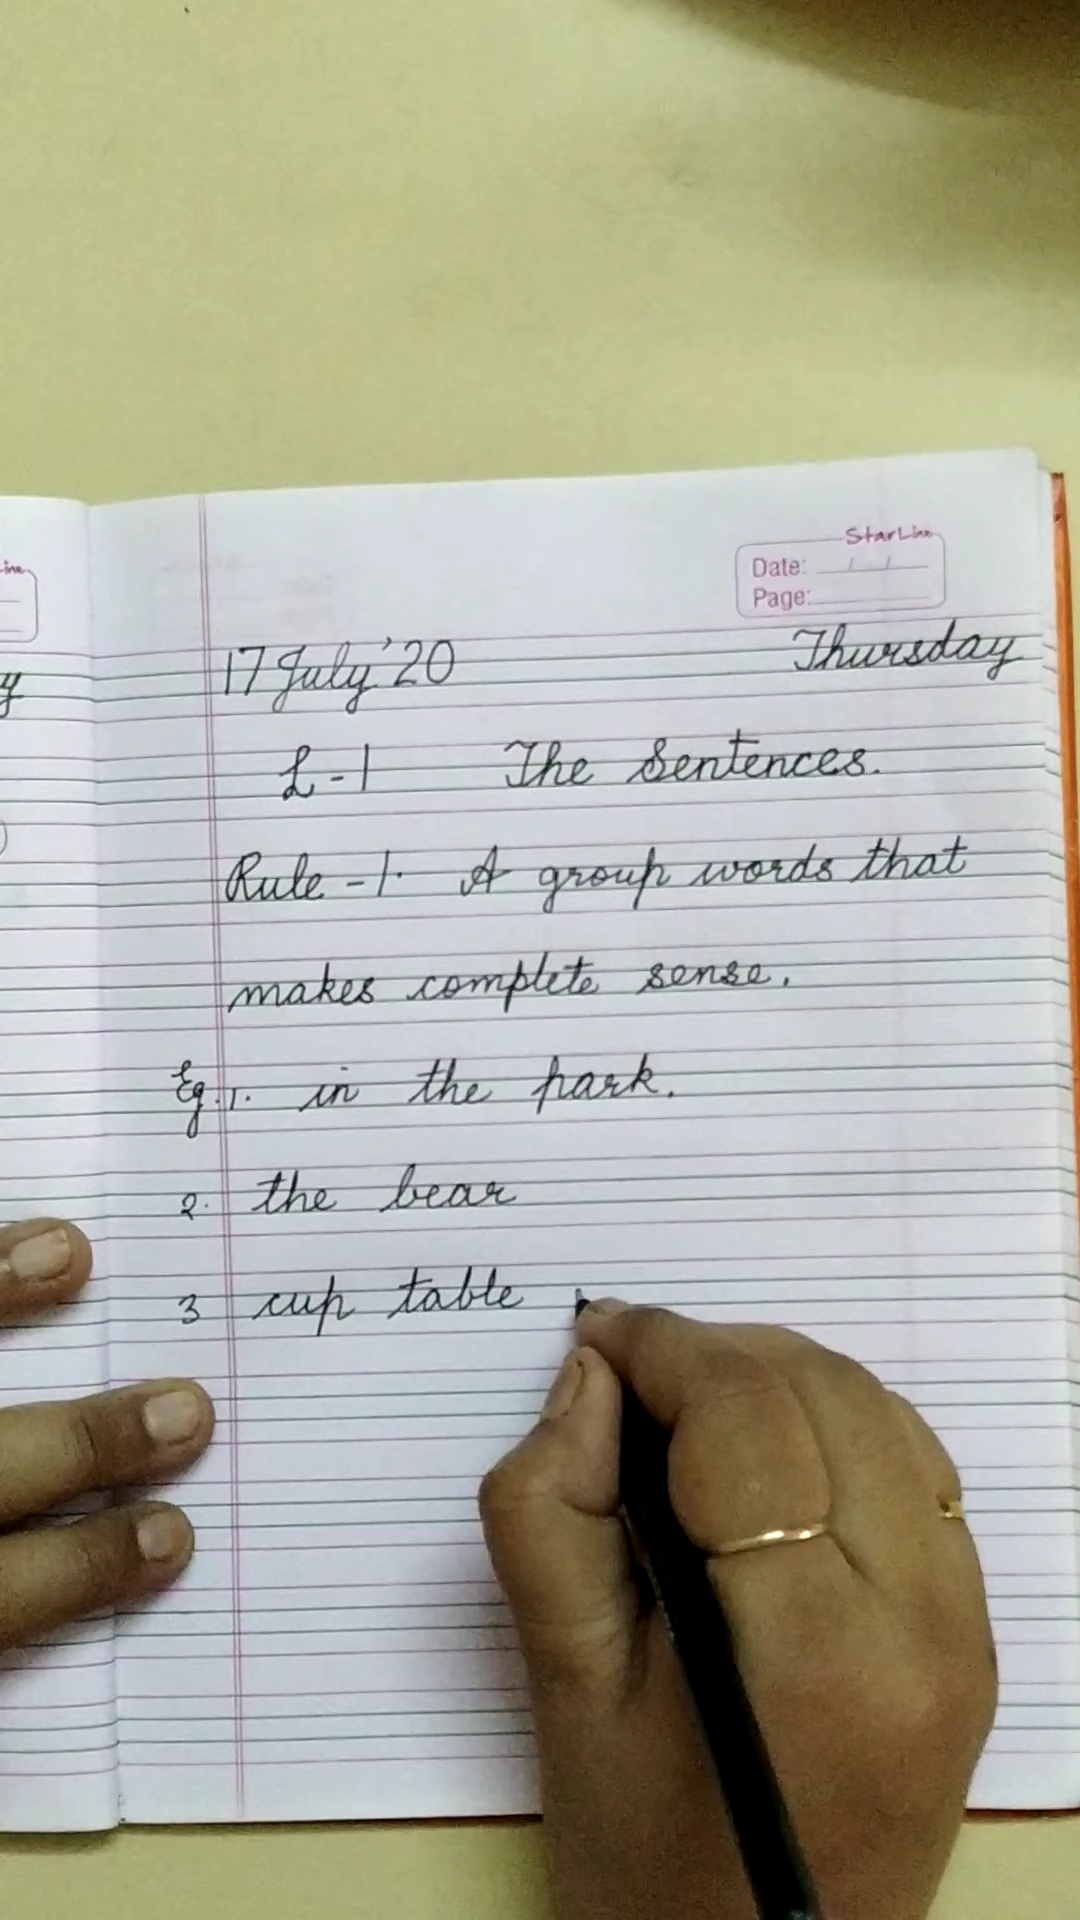 StarLine
Date: / /
Page:
17 July '20 Thursday
L-1 The Sentences.
Rule-1. A group words that
makes complete sense.
Eg.1. in the park.
2. the bear
3 cup table